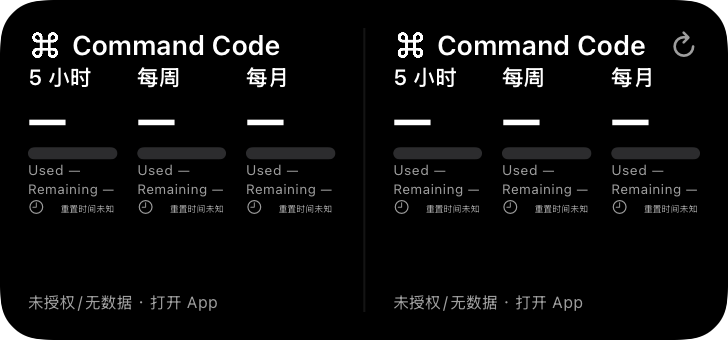 ⌘ Command Code
5 小时 每周 每月
— — —
Used — Used — Used —
Remaining — Remaining — Remaining —
重置时间未知 重置时间未知 重置时间未知
未授权/无数据 · 打开 App
⌘ Command Code
5 小时 每周 每月
— — —
Used — Used — Used —
Remaining — Remaining — Remaining —
重置时间未知 重置时间未知 重置时间未知
未授权/无数据 · 打开 App